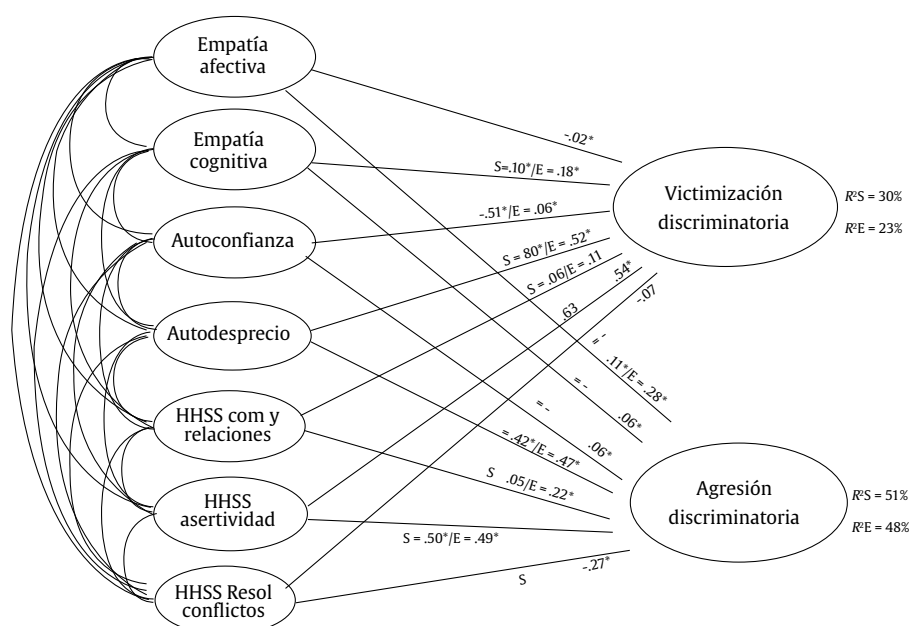 Empatía
afectiva
Empatía
cognitiva
Autoconfianza
Autodesprecio
HHSS com y
relaciones
HHSS
asertividad
HHSS Resol
conflictos
-.02*
S=.10*/E = .18*
-.51*/E = .06*
S = 80*/E = .52*
S = .06/E = .11
.63 .54*
-.07
= -
.11*/E = .28*
= - .06*
= - .06*
= .42*/E = .47*
S .05/E = .22*
S = .50*/E = .49*
S -.27*
Victimización
discriminatoria
R²S = 30%
R²E = 23%
Agresión
discriminatoria
R²S = 51%
R²E = 48%